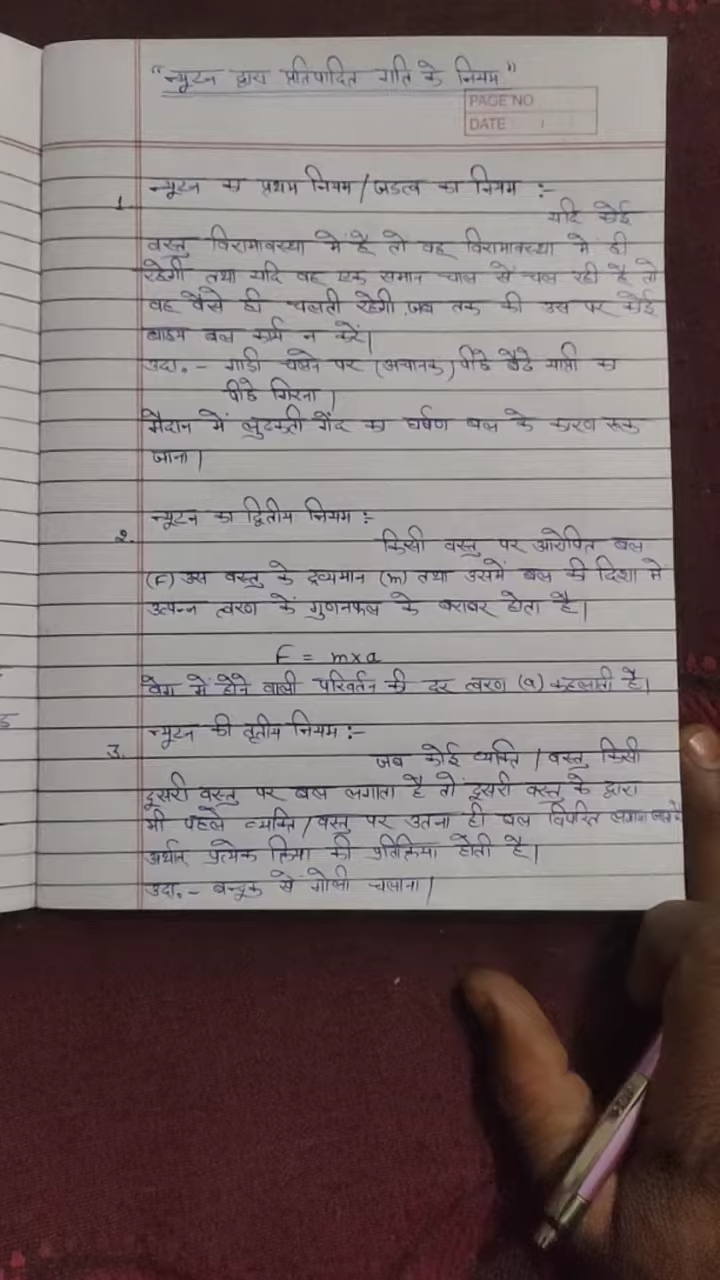 "न्यूटन द्वारा प्रतिपादित गति के नियम"
PAGE NO
DATE
न्यूटन का प्रथम नियम / जडत्व का नियम :-
1.
यदि कोई
वस्तु विरामावस्था में है तो वह विरामावस्था में ही
रहेगी तथा यदि वह एक समान चाल से चल रही है तो
वह वैसे ही चलती रहेगी जब तक की उस पर कोई
बाह्य बल कार्य न करें।
उदा. - गाडी चलने पर (अचानक) पीछे बैठे यात्री का
पीछे गिरना।
मैदान में लुढकती गेंद का घर्षण बल के कारण रूक
जाना।
न्यूटन का द्वितीय नियम :-
2.
किसी वस्तु पर आरोपित बल
(F) उस वस्तु के द्रव्यमान (m) तथा उसमें बल की दिशा में
उत्पन्न त्वरण कें गुणनफल के बराबर होता है।
F = m×a
वेग में होने वाली परिवर्तन की दर त्वरण (a) कहलाती है।
न्यूटन की तृतीय नियम :-
3.
जब कोई व्यक्ति / वस्तु किसी
दूसरी वस्तु पर बल लगाता है तो दूसरी वस्तु के द्वारा
भी पहले व्यक्ति / वस्तु पर उतना ही बल विपरित लगाया
अर्थात् प्रत्येक क्रिया की प्रतिक्रिया होती है।
उदा. - बन्दूक से गोली चलाना।